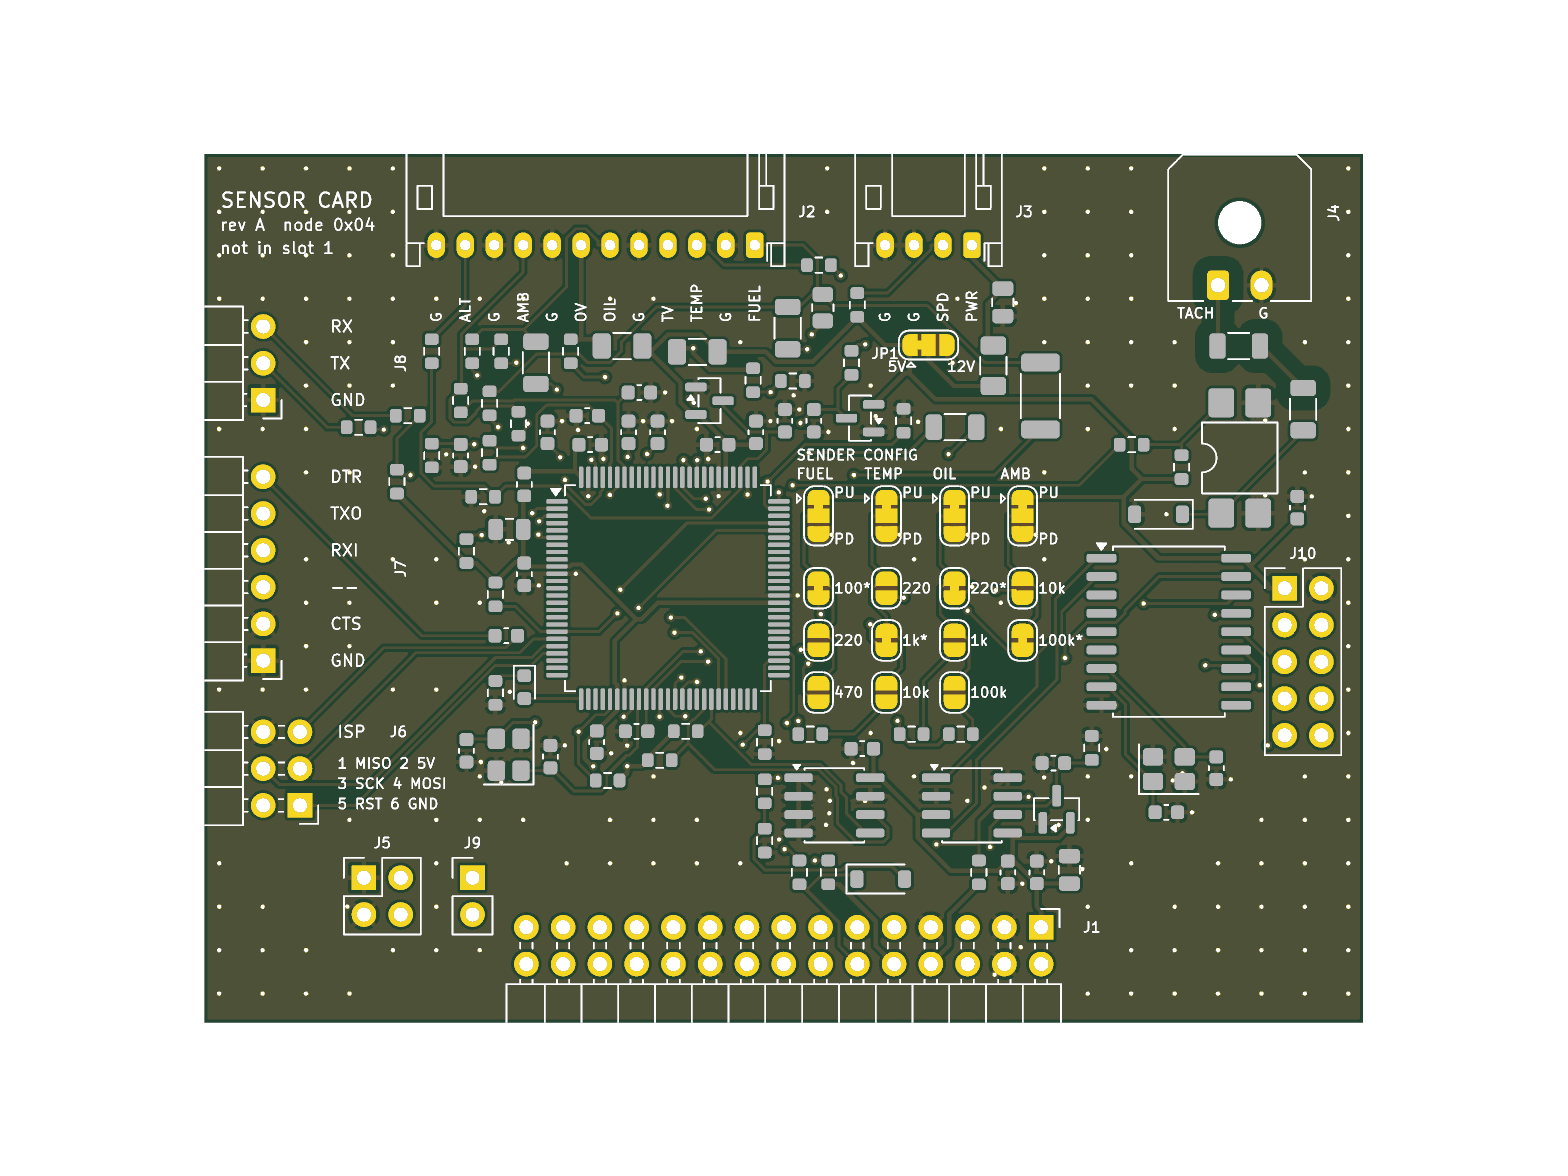 SENSOR CARD
rev A  node 0x04
not in slot 1
J2
J3
J4
G
ALT
G
AMB
G
OV
OIL
G
TV
TEMP
G
FUEL
G
G
SPD
PWR
TACH
G
RX
TX
GND
J8
JP1
5V
12V
SENDER CONFIG
FUEL TEMP OIL AMB
PU PU PU PU
PD PD PD PD
DTR
TXO
RXI
--
CTS
GND
J7
J10
100* 220 220* 10k
220 1k* 1k 100k*
470 10k 100k
ISP
J6
1 MISO 2 5V
3 SCK 4 MOSI
5 RST 6 GND
J5
J9
J1